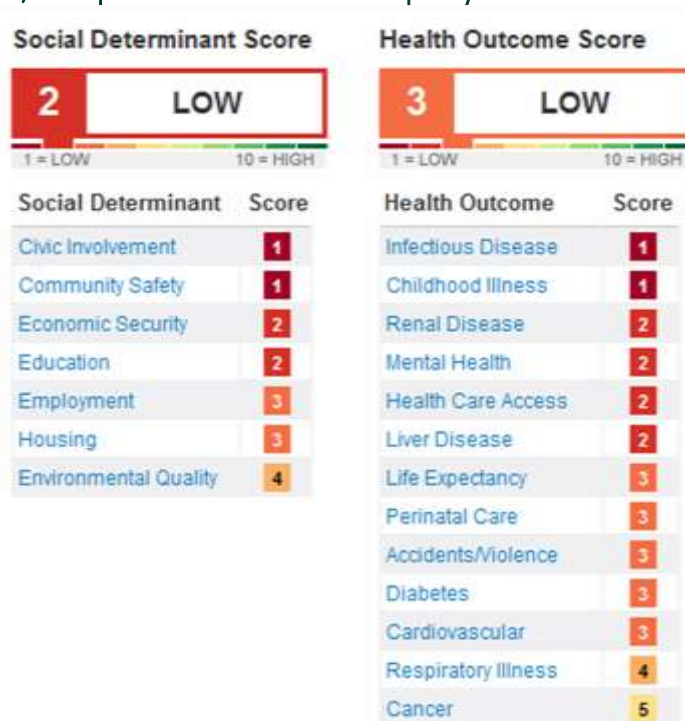 Social Determinant Score
2 LOW
1 = LOW 10 = HIGH
Social Determinant Score
Civic Involvement 1
Community Safety 1
Economic Security 2
Education 2
Employment 3
Housing 3
Environmental Quality 4
Health Outcome Score
3 LOW
1 = LOW 10 = HIGH
Health Outcome Score
Infectious Disease 1
Childhood Illness 1
Renal Disease 2
Mental Health 2
Health Care Access 2
Liver Disease 2
Life Expectancy 3
Perinatal Care 3
Accidents/Violence 3
Diabetes 3
Cardiovascular 3
Respiratory Illness 4
Cancer 5